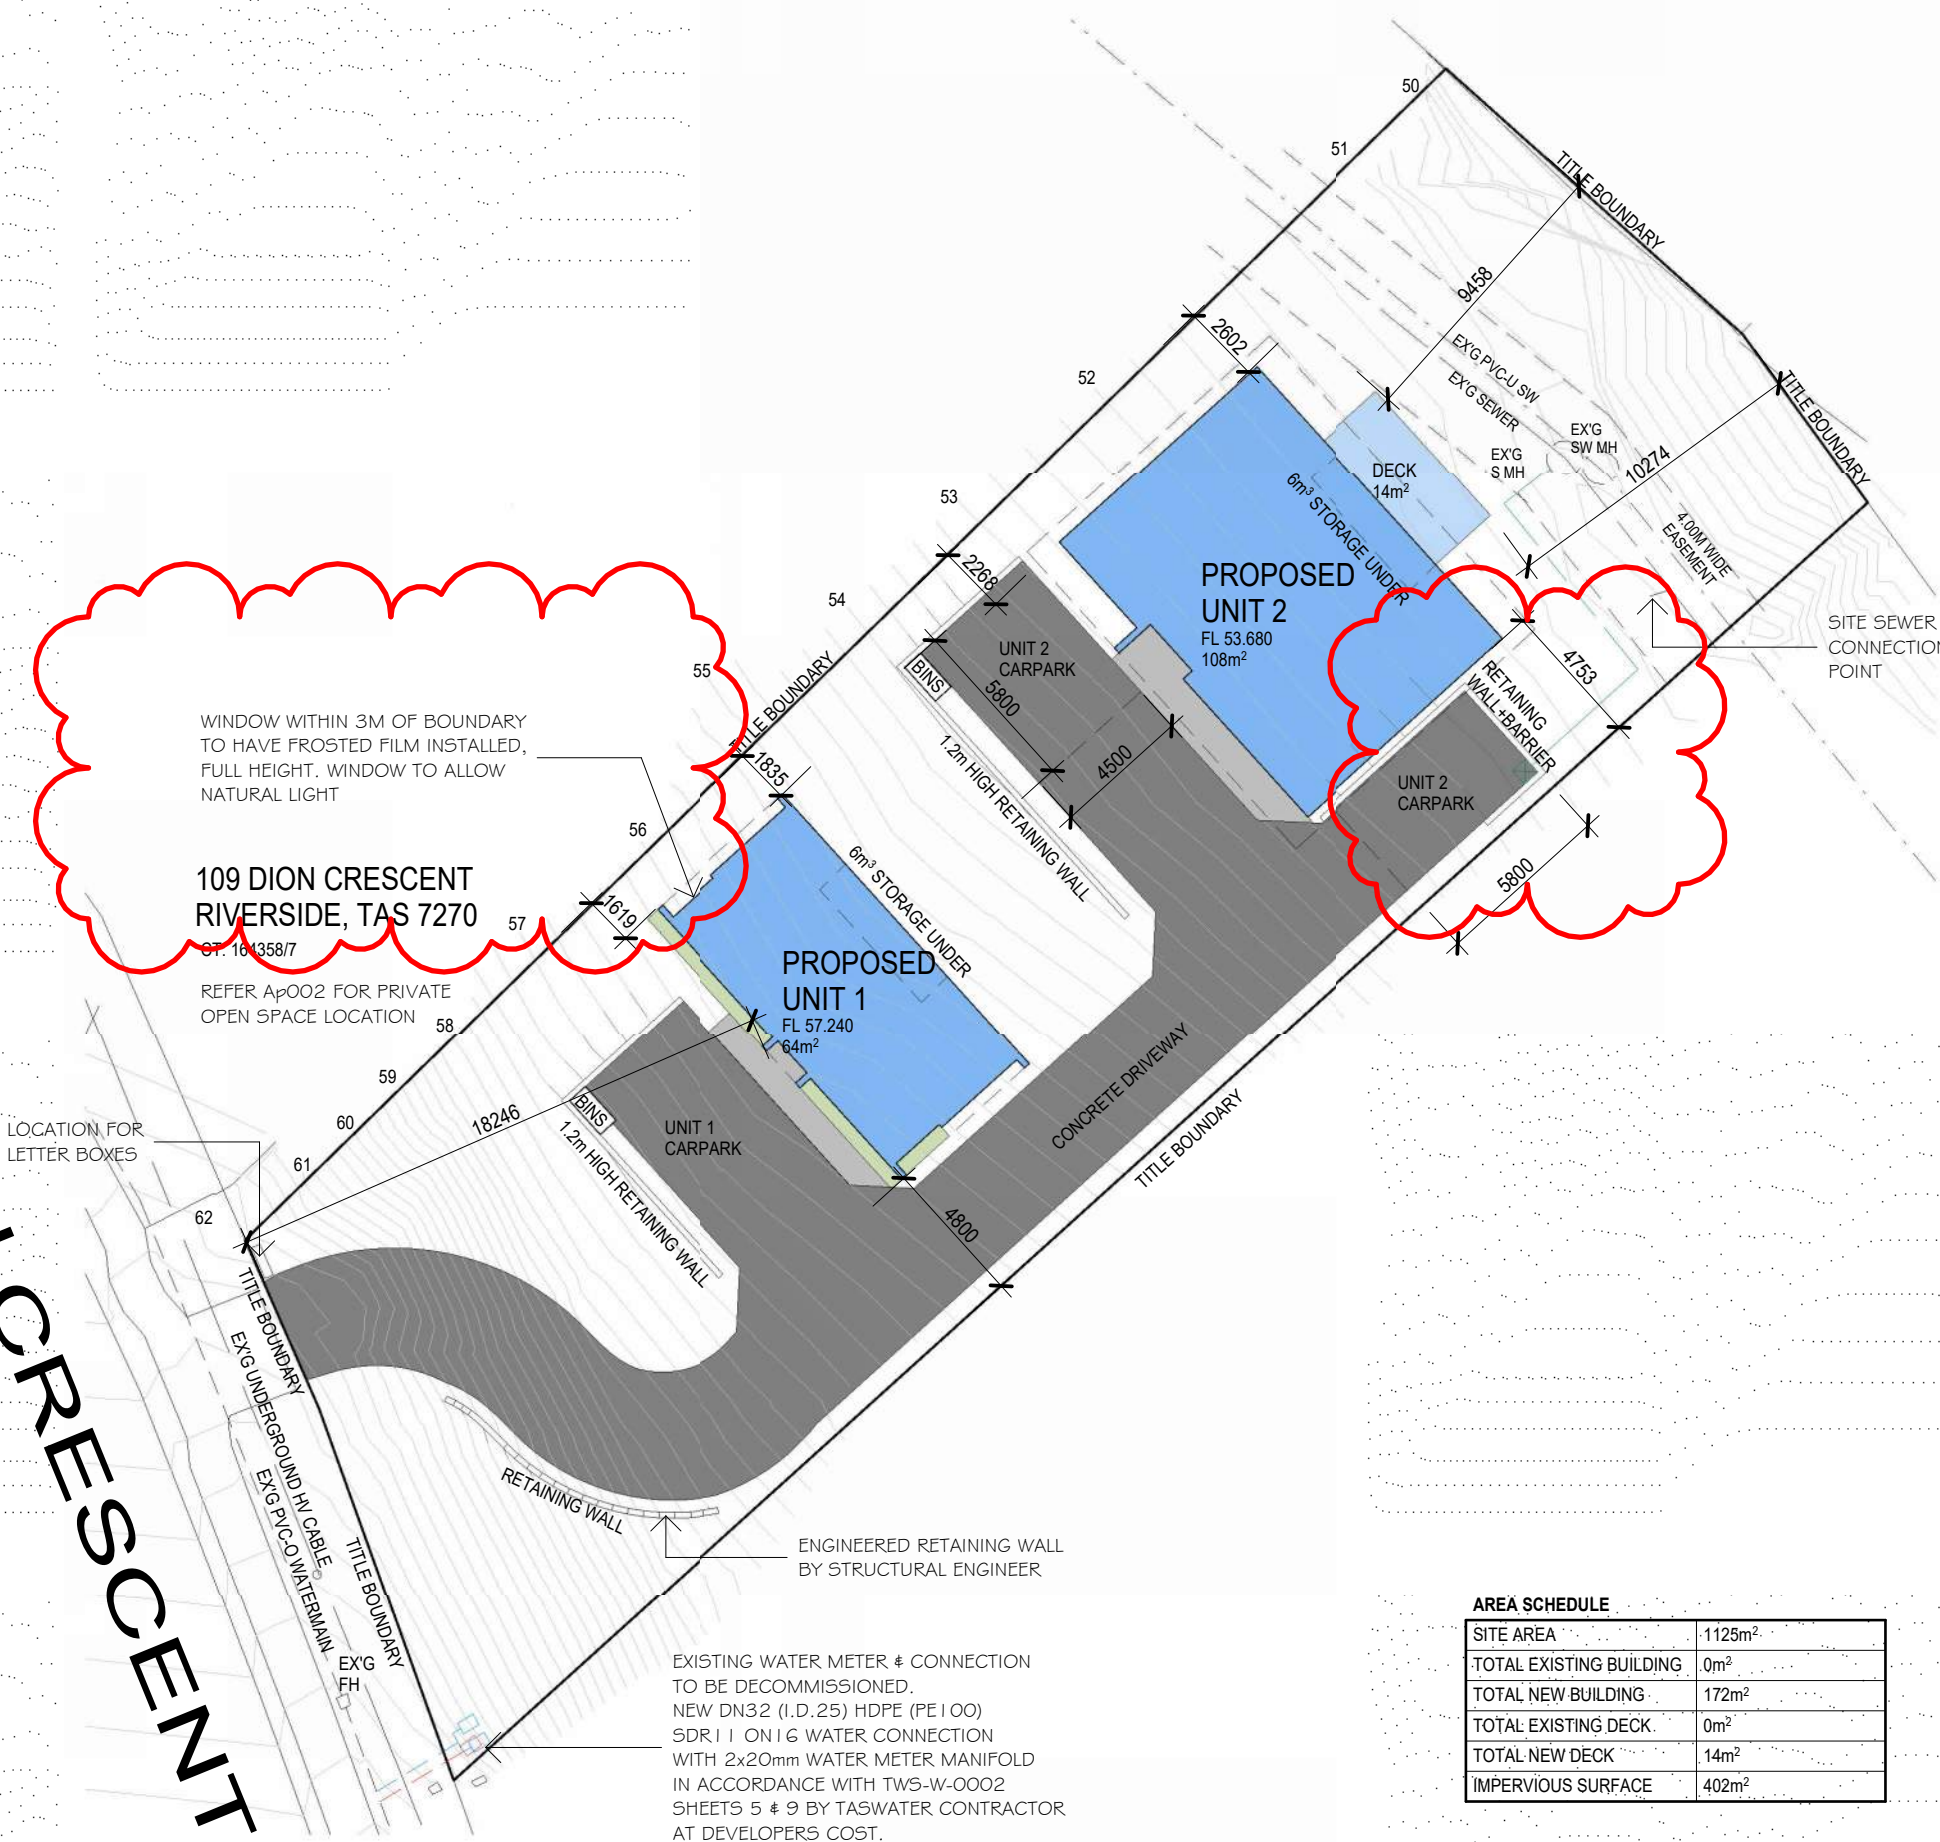 50
51
TITLE BOUNDARY
9458
2602
52
EX'G PVC-U SW
EX'G SEWER
TITLE BOUNDARY
EX'G
SW MH
EX'G
S MH
10274
DECK
14m²
6m³ STORAGE UNDER
4.00M WIDE
EASEMENT
53
2268
54
PROPOSED
UNIT 2
FL 53.680
108m²
SITE SEWER
CONNECTION
POINT
UNIT 2
CARPARK
BINS
5800
4500
1.2m HIGH RETAINING WALL
4753
RETAINING
WALL+BARRIER
UNIT 2
CARPARK
5800
55
TITLE BOUNDARY
WINDOW WITHIN 3M OF BOUNDARY
TO HAVE FROSTED FILM INSTALLED,
FULL HEIGHT. WINDOW TO ALLOW
NATURAL LIGHT
1835
56
109 DION CRESCENT
RIVERSIDE, TAS 7270
CT: 164358/7
REFER Ap002 FOR PRIVATE
OPEN SPACE LOCATION
57
1619
6m³ STORAGE UNDER
PROPOSED
UNIT 1
FL 57.240
64m²
58
59
60
61
62
18246
BINS
1.2m HIGH RETAINING WALL
UNIT 1
CARPARK
CONCRETE DRIVEWAY
TITLE BOUNDARY
4800
LOCATION FOR
LETTER BOXES
TITLE BOUNDARY
EX'G UNDERGROUND HV CABLE
EX'G PVC-O WATERMAIN
TITLE BOUNDARY
EX'G
FH
CRESCENT
RETAINING WALL
ENGINEERED RETAINING WALL
BY STRUCTURAL ENGINEER
EXISTING WATER METER & CONNECTION
TO BE DECOMMISSIONED.
NEW DN32 (I.D.25) HDPE (PE100)
SDR11 ON16 WATER CONNECTION
WITH 2x20mm WATER METER MANIFOLD
IN ACCORDANCE WITH TWS-W-0002
SHEETS 5 & 9 BY TASWATER CONTRACTOR
AT DEVELOPERS COST.
AREA SCHEDULE
SITE AREA 1125m²
TOTAL EXISTING BUILDING 0m²
TOTAL NEW BUILDING 172m²
TOTAL EXISTING DECK 0m²
TOTAL NEW DECK 14m²
IMPERVIOUS SURFACE 402m²